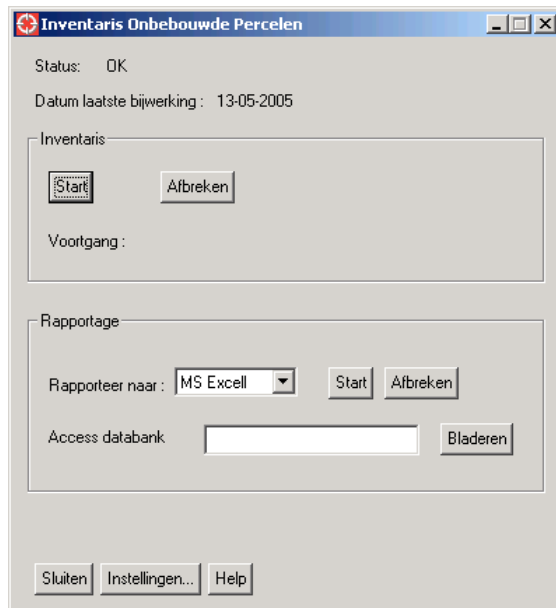 Inventaris Onbebouwde Percelen
Status: OK
Datum laatste bijwerking : 13-05-2005
Inventaris
Start Afbreken
Voortgang :
Rapportage
Rapporteer naar : MS Excell Start Afbreken
Access databank Bladeren
Sluiten Instellingen... Help